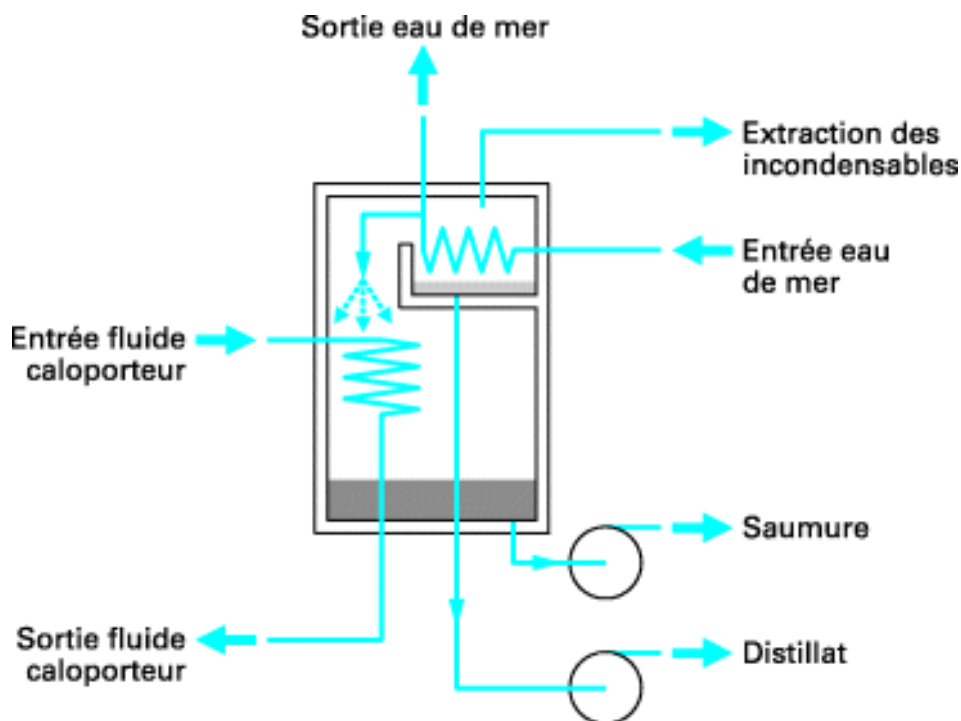 Sortie eau de mer
Extraction des
incondensables
Entrée eau
de mer
Entrée fluide
caloporteur
Saumure
Sortie fluide
caloporteur
Distillat